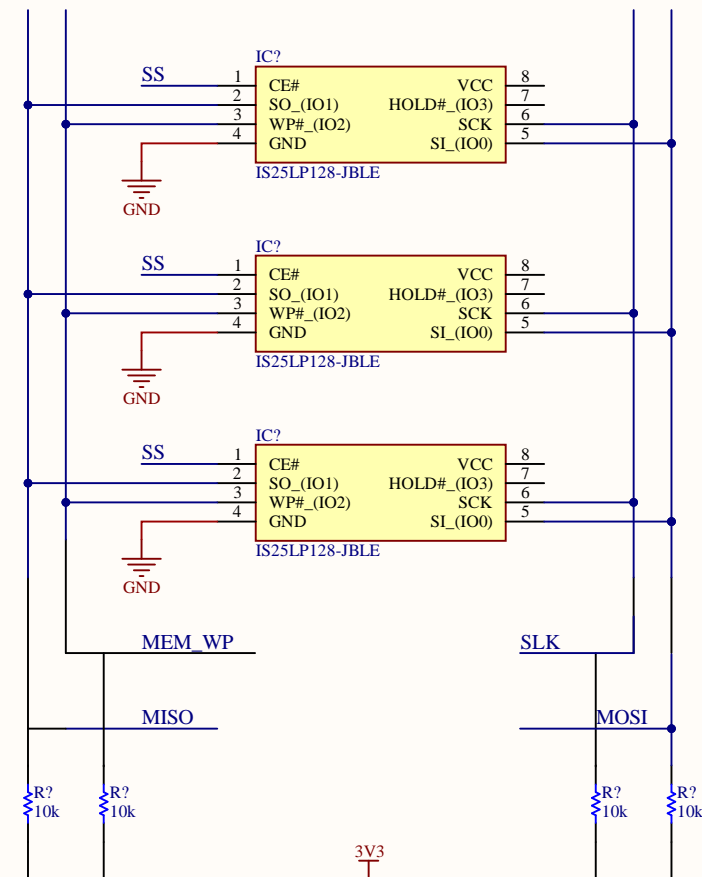 IC?
SS 1 CE# VCC 8
2 SO_(IO1) HOLD#_(IO3) 7
3 WP#_(IO2) SCK 6
4 GND SI_(IO0) 5
IS25LP128-JBLE
GND
IC?
SS 1 CE# VCC 8
2 SO_(IO1) HOLD#_(IO3) 7
3 WP#_(IO2) SCK 6
4 GND SI_(IO0) 5
IS25LP128-JBLE
GND
IC?
SS 1 CE# VCC 8
2 SO_(IO1) HOLD#_(IO3) 7
3 WP#_(IO2) SCK 6
4 GND SI_(IO0) 5
IS25LP128-JBLE
GND
MEM_WP SLK
MISO MOSI
R? R? R? R?
10k 10k 10k 10k
3V3